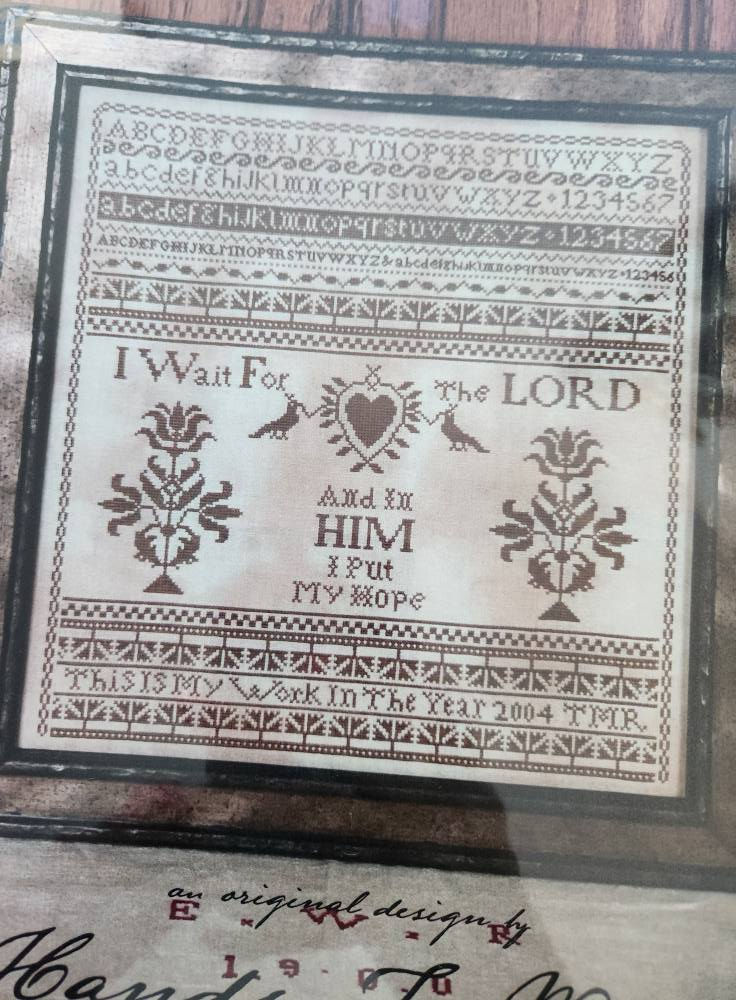 ABCDEFGHIJKLMNOPQRSTUVWXYZ
abcdefghijklmnopqrstuvwxyz 1234567
abcdefghijklmnopqrstuvwxyz 1234567
ABCDEFGHIJKLMNOPQRSTUVWXYZ & abcdefghijklmnopqrstuvwxyz 123456
I Wait For The LORD
And In
HIM
I Put
My Hope
This Is My Work In The Year 2004 TMR
an original design by